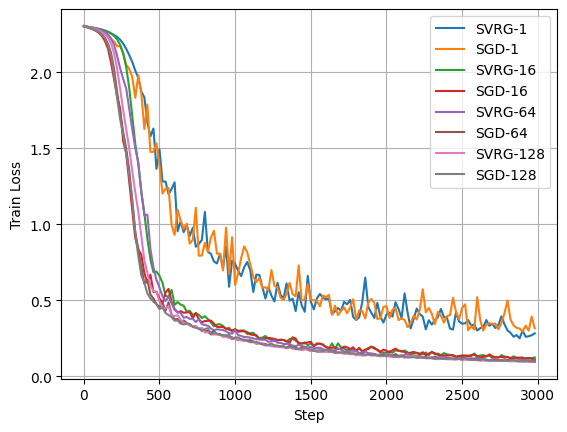 SVRG-1
SGD-1
SVRG-16
SGD-16
SVRG-64
SGD-64
SVRG-128
SGD-128
Train Loss
2.0
1.5
1.0
0.5
0.0
0 500 1000 1500 2000 2500 3000
Step